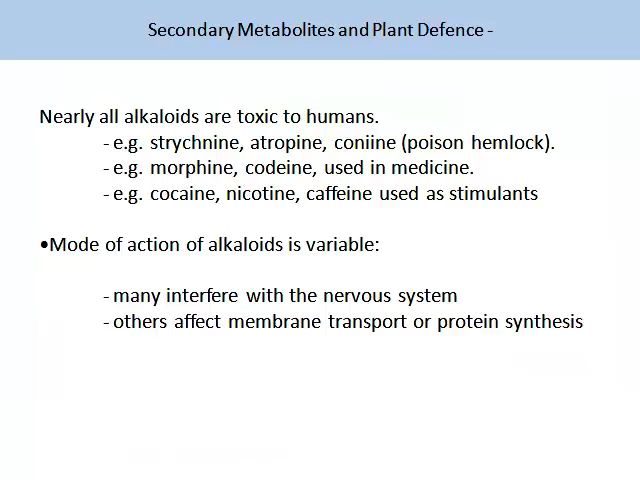 Secondary Metabolites and Plant Defence -
Nearly all alkaloids are toxic to humans.
- e.g. strychnine, atropine, coniine (poison hemlock).
- e.g. morphine, codeine, used in medicine.
- e.g. cocaine, nicotine, caffeine used as stimulants
•Mode of action of alkaloids is variable:
- many interfere with the nervous system
- others affect membrane transport or protein synthesis